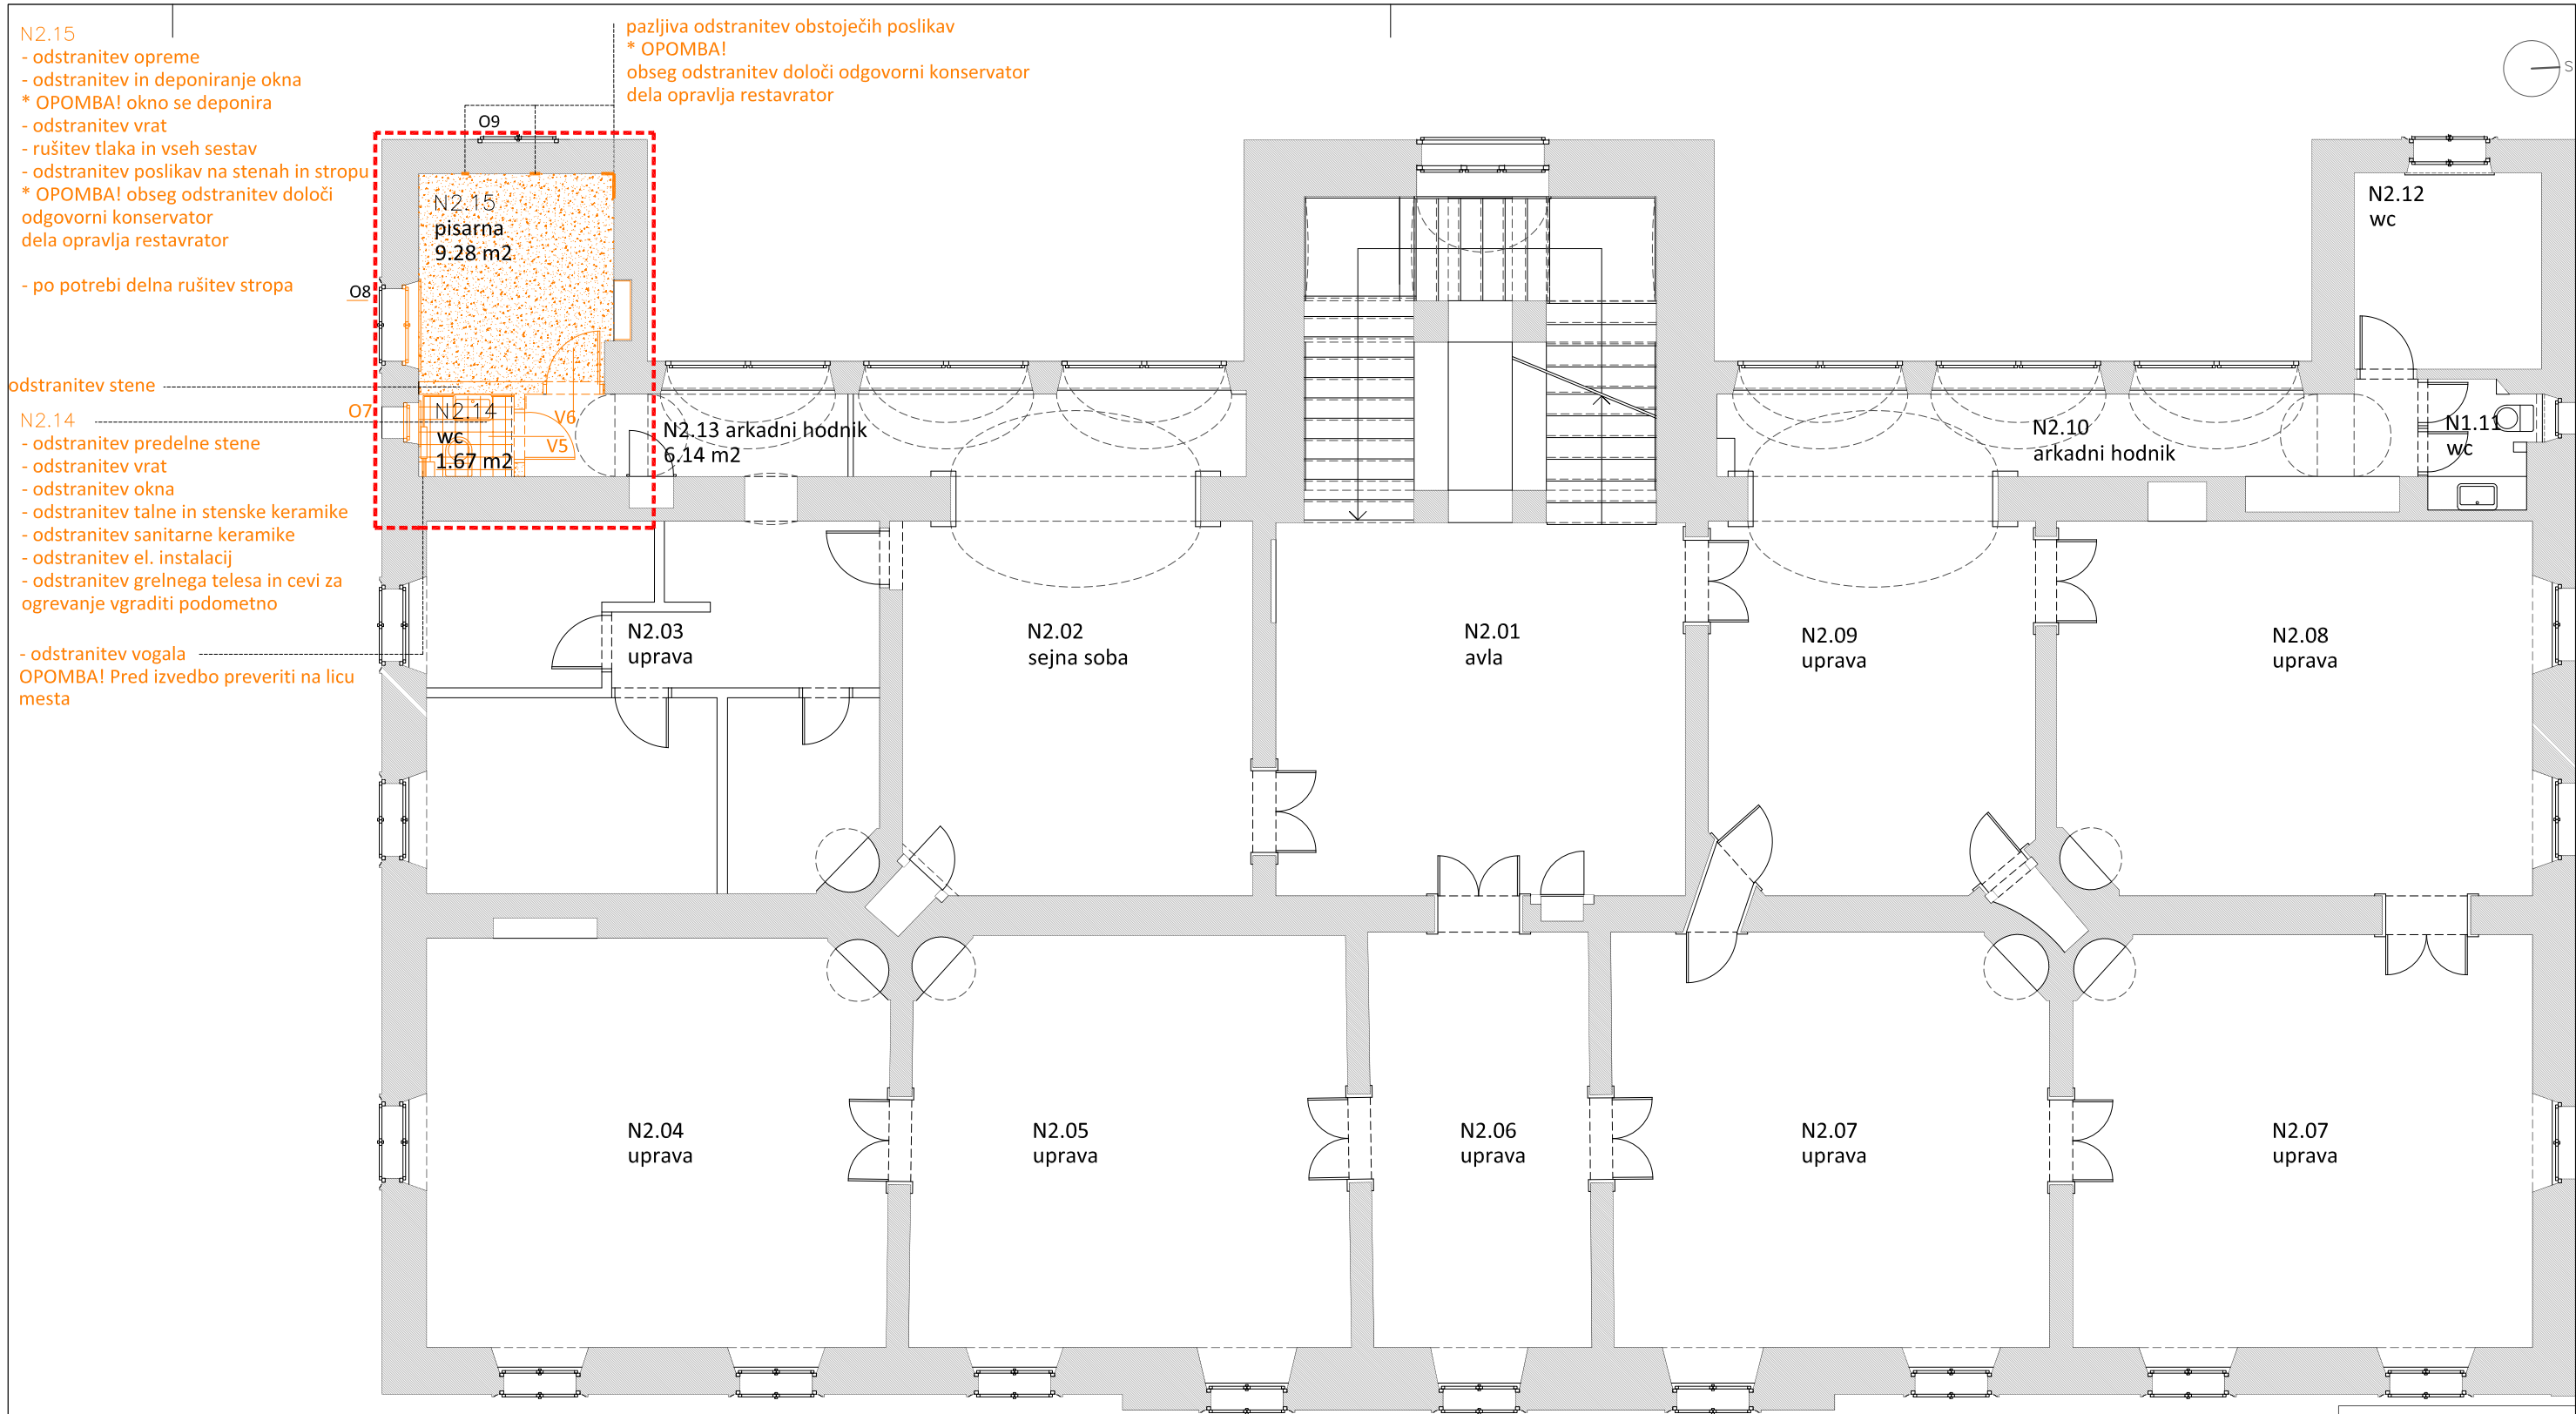 N2.15
- odstranitev opreme
- odstranitev in deponiranje okna
* OPOMBA! okno se deponira
- odstranitev vrat
- rušitev tlaka in vseh sestav
- odstranitev poslikav na stenah in stropu
* OPOMBA! obseg odstranitev določi
odgovorni konservator
dela opravlja restavrator
- po potrebi delna rušitev stropa
pazljiva odstranitev obstoječih poslikav
* OPOMBA!
obseg odstranitev določi odgovorni konservator
dela opravlja restavrator
S
O9
N2.15
pisarna
9.28 m2
O8
N2.12
wc
odstranitev stene
O7
N2.14
- odstranitev predelne stene
- odstranitev vrat
- odstranitev okna
- odstranitev talne in stenske keramike
- odstranitev sanitarne keramike
- odstranitev el. instalacij
- odstranitev grelnega telesa in cevi za
ogrevanje vgraditi podometno
- odstranitev vogala
OPOMBA! Pred izvedbo preveriti na licu
mesta
N2.14
wc
1.67 m2
V6
V5
N2.13 arkadni hodnik
6.14 m2
N2.10
arkadni hodnik
N1.11
wc
N2.03
uprava
N2.02
sejna soba
N2.01
avla
N2.09
uprava
N2.08
uprava
N2.04
uprava
N2.05
uprava
N2.06
uprava
N2.07
uprava
N2.07
uprava